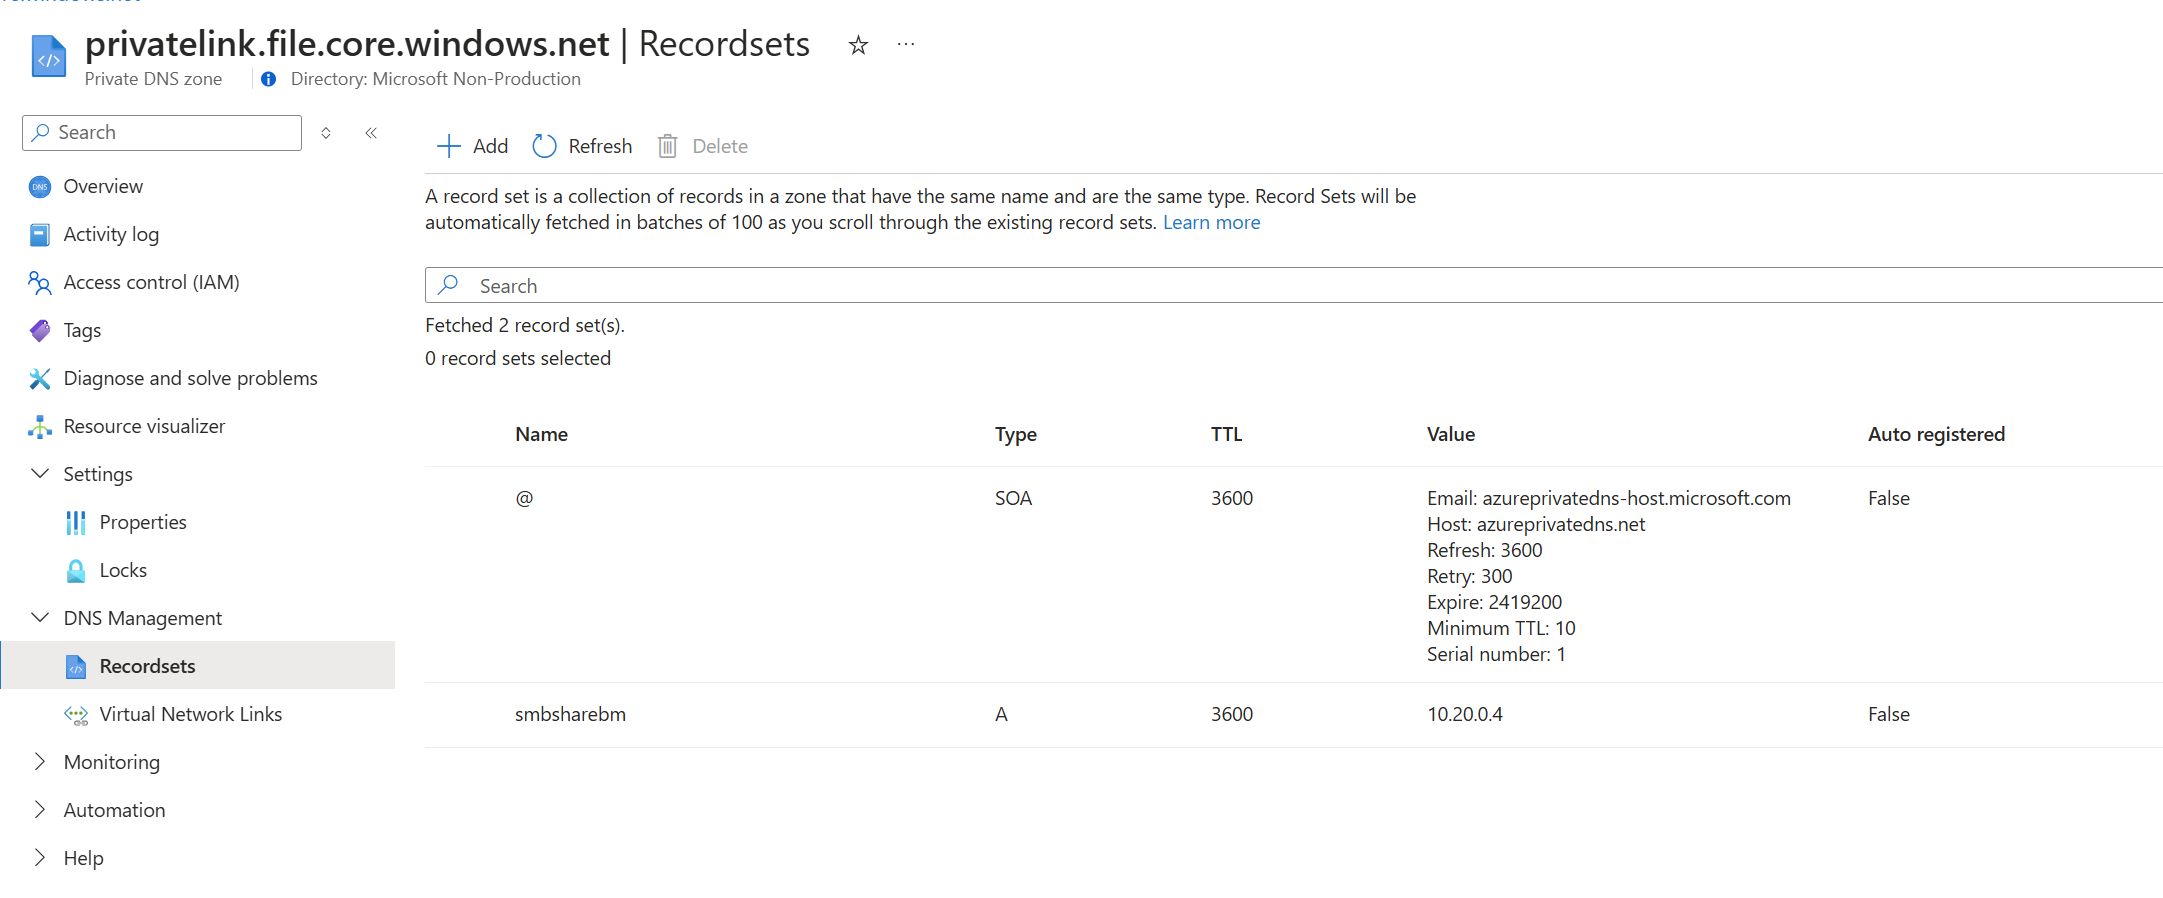 privatelink.file.core.windows.net | Recordsets
Private DNS zone
Directory: Microsoft Non-Production
Search
Overview
Activity log
Access control (IAM)
Tags
Diagnose and solve problems
Resource visualizer
Settings
Properties
Locks
DNS Management
Recordsets
Virtual Network Links
Monitoring
Automation
Help
Add Refresh Delete
A record set is a collection of records in a zone that have the same name and are the same type. Record Sets will be
automatically fetched in batches of 100 as you scroll through the existing record sets. Learn more
Search
Fetched 2 record set(s).
0 record sets selected
Name Type TTL Value Auto registered
@ SOA 3600 Email: azureprivatedns-host.microsoft.com False
Host: azureprivatedns.net
Refresh: 3600
Retry: 300
Expire: 2419200
Minimum TTL: 10
Serial number: 1
smbsharebm A 3600 10.20.0.4 False